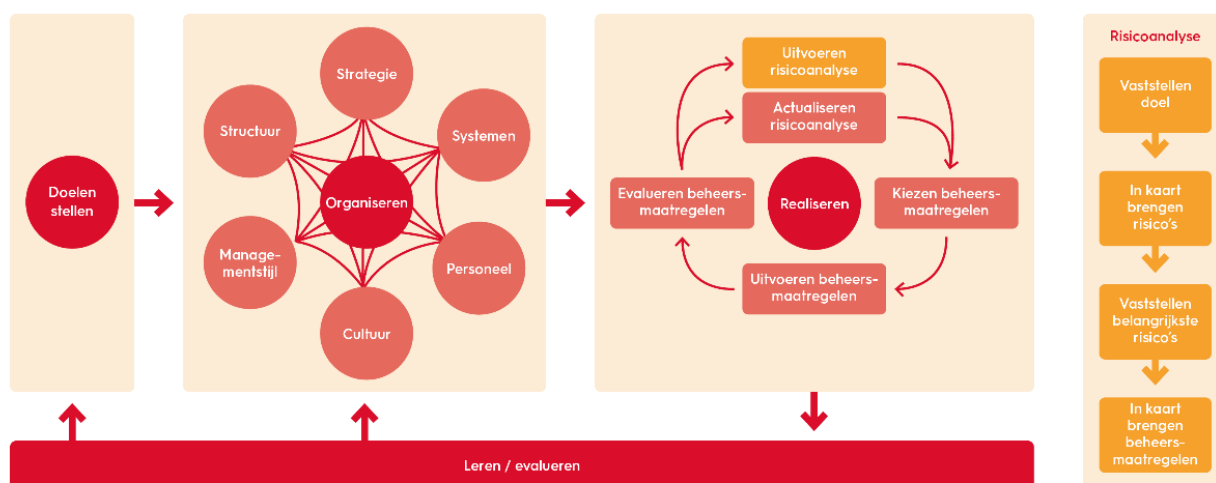 Doelen
stellen
Strategie
Structuur
Systemen
Organiseren
Manage-
mentstijl
Personeel
Cultuur
Uitvoeren
risicoanalyse
Actualiseren
risicoanalyse
Evalueren beheers-
maatregelen
Realiseren
Kiezen beheers-
maatregelen
Uitvoeren beheers-
maatregelen
Leren / evalueren
Risicoanalyse
Vaststellen
doel
In kaart
brengen
risico's
Vaststellen
belangrijkste
risico's
In kaart
brengen
beheers-
maatregelen